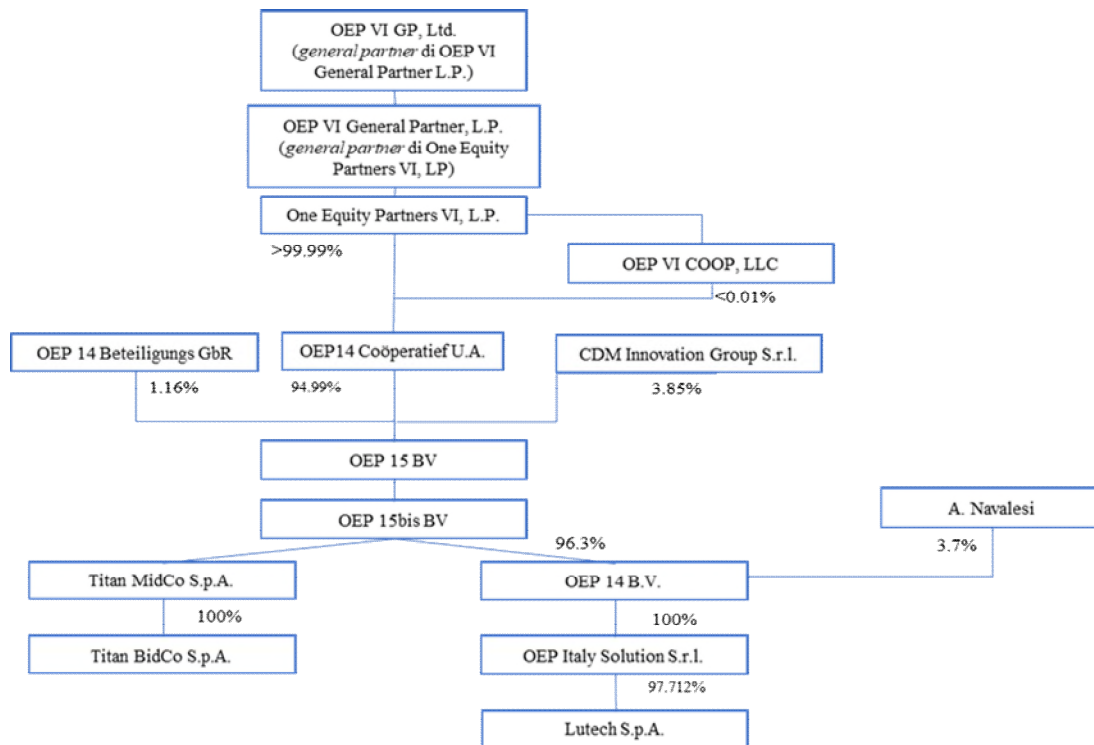 OEP VI GP, Ltd.
(general partner di OEP VI
General Partner L.P.)
OEP VI General Partner, L.P.
(general partner di One Equity
Partners VI, LP)
One Equity Partners VI, L.P.
>99.99%
OEP VI COOP, LLC
<0.01%
OEP 14 Beteiligungs GbR
OEP14 Coöperatief U.A.
CDM Innovation Group S.r.l.
1.16%
94.99%
3.85%
OEP 15 BV
OEP 15bis BV
A. Navalesi
96.3%
3.7%
Titan MidCo S.p.A.
OEP 14 B.V.
100%
100%
Titan BidCo S.p.A.
OEP Italy Solution S.r.l.
97.712%
Lutech S.p.A.